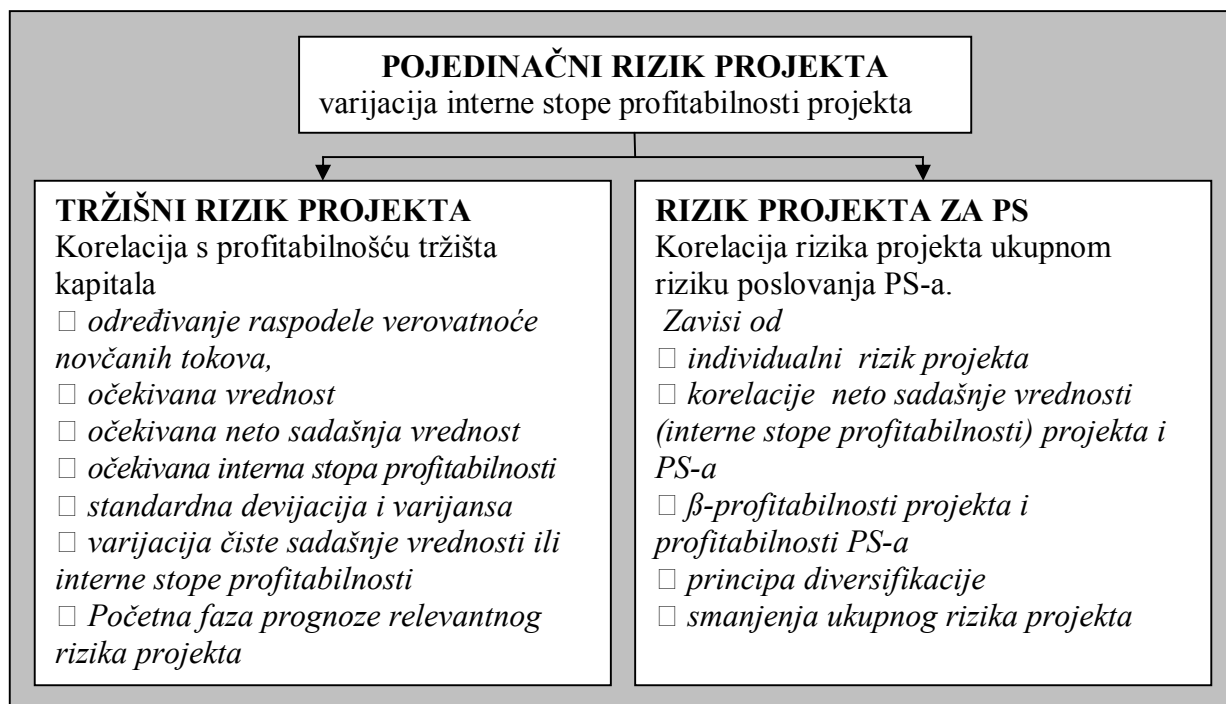 POJEDINAČNI RIZIK PROJEKTA
varijacija interne stope profitabilnosti projekta
TRŽIŠNI RIZIK PROJEKTA
Korelacija s profitabilnošću tržišta
kapitala
□ određivanje raspodele verovatnoće
novčanih tokova,
□ očekivana vrednost
□ očekivana neto sadašnja vrednost
□ očekivana interna stopa profitabilnosti
□ standardna devijacija i varijansa
□ varijacija čiste sadašnje vrednosti ili
interne stope profitabilnosti
□ Početna faza prognoze relevantnog
rizika projekta
RIZIK PROJEKTA ZA PS
Korelacija rizika projekta ukupnom
riziku poslovanja PS-a.
Zavisi od
□ individualni rizik projekta
□ korelacije neto sadašnje vrednosti
(interne stope profitabilnosti) projekta i
PS-a
□ ß-profitabilnosti projekta i
profitabilnosti PS-a
□ principa diversifikacije
□ smanjenja ukupnog rizika projekta